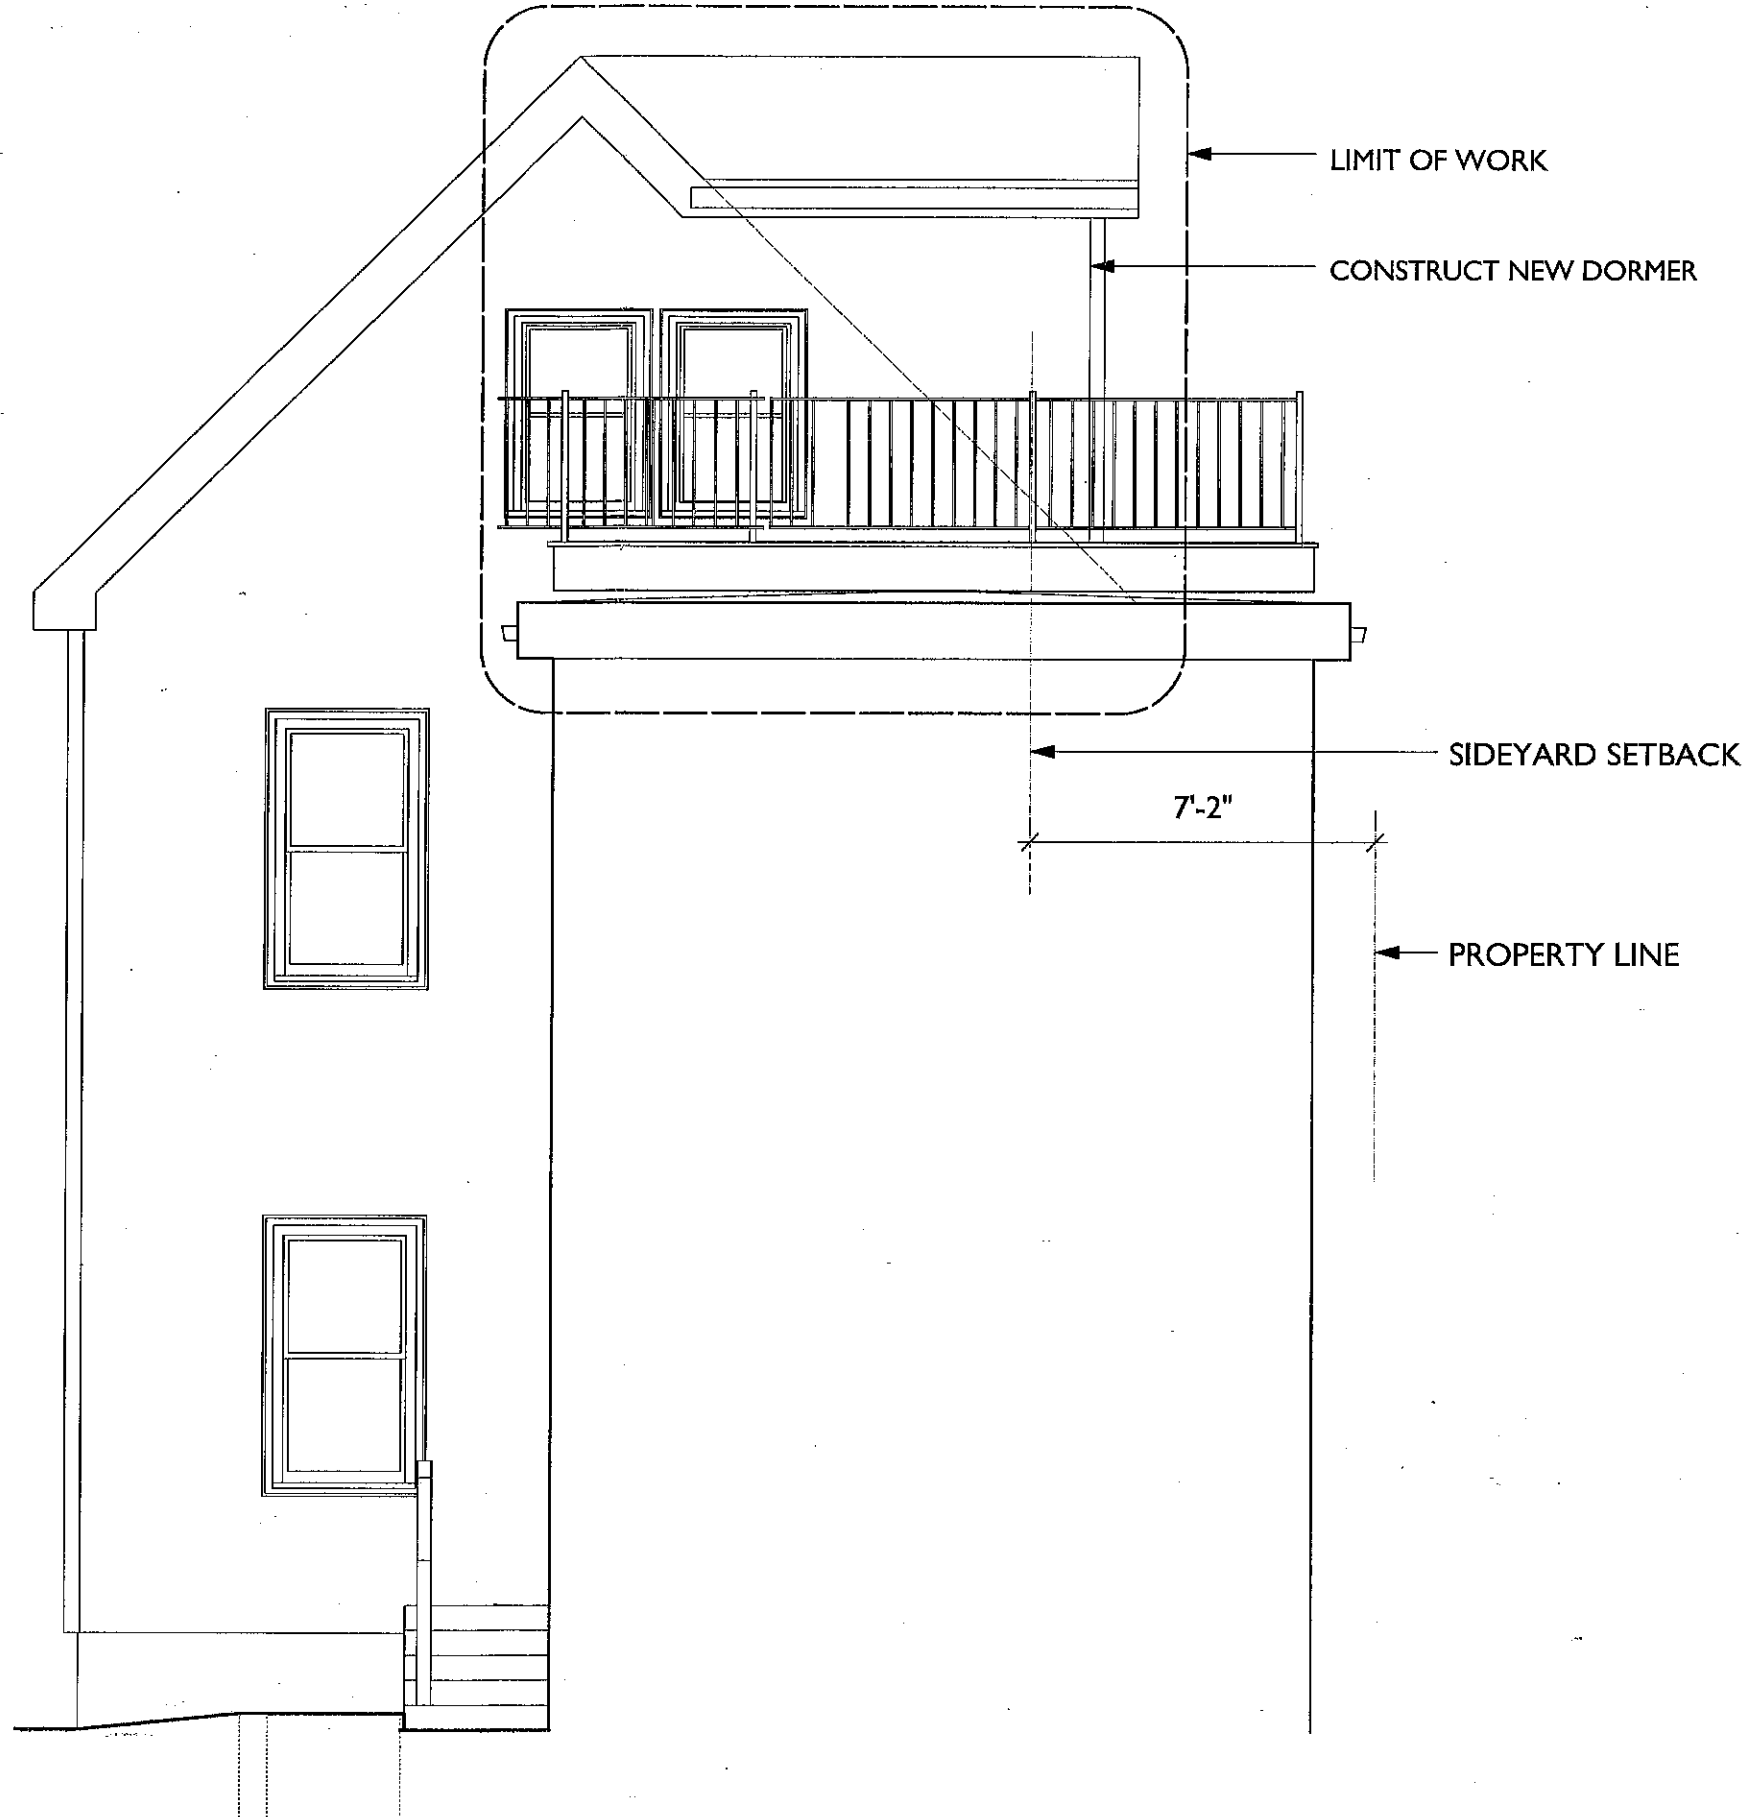 LIMIT OF WORK
CONSTRUCT NEW DORMER
SIDEYARD SETBACK
7'-2"
PROPERTY LINE